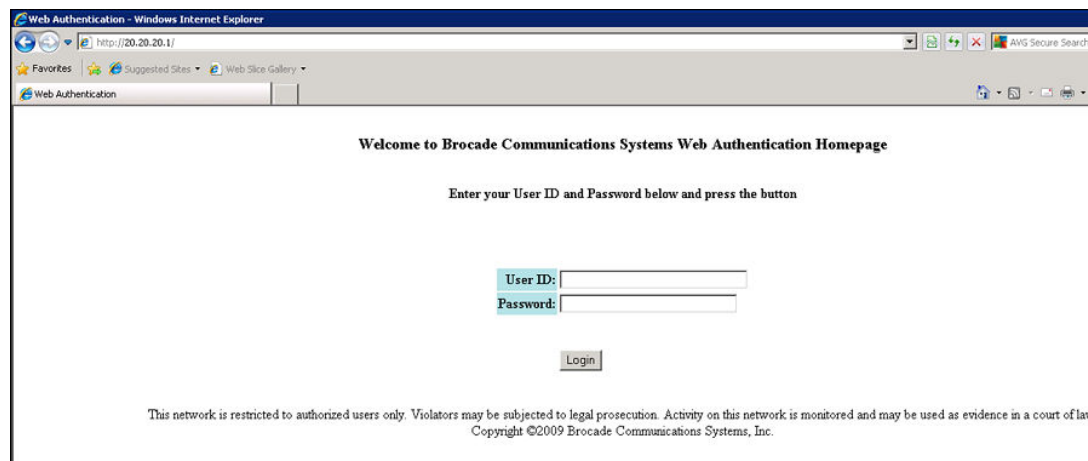 Web Authentication - Windows Internet Explorer
http://20.20.20.1/
AVG Secure Search
Favorites Suggested Sites Web Slice Gallery
Web Authentication
Welcome to Brocade Communications Systems Web Authentication Homepage
Enter your User ID and Password below and press the button
User ID:
Password:
Login
This network is restricted to authorized users only. Violators may be subjected to legal prosecution. Activity on this network is monitored and may be used as evidence in a court of law
Copyright ©2009 Brocade Communications Systems, Inc.